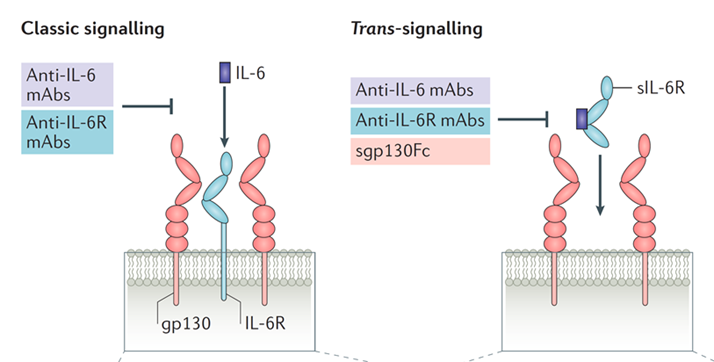 Classic signalling
Anti-IL-6
mAbs
Anti-IL-6R
mAbs
IL-6
gp130
IL-6R
Trans-signalling
Anti-IL-6 mAbs
Anti-IL-6R mAbs
sgp130Fc
sIL-6R